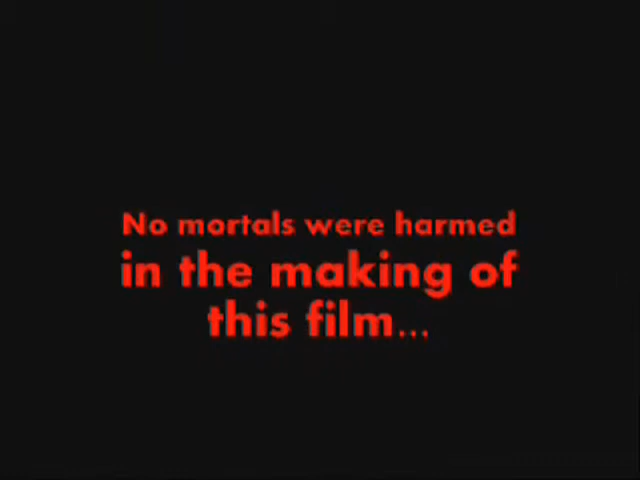 No mortals were harmed
in the making of
this film...